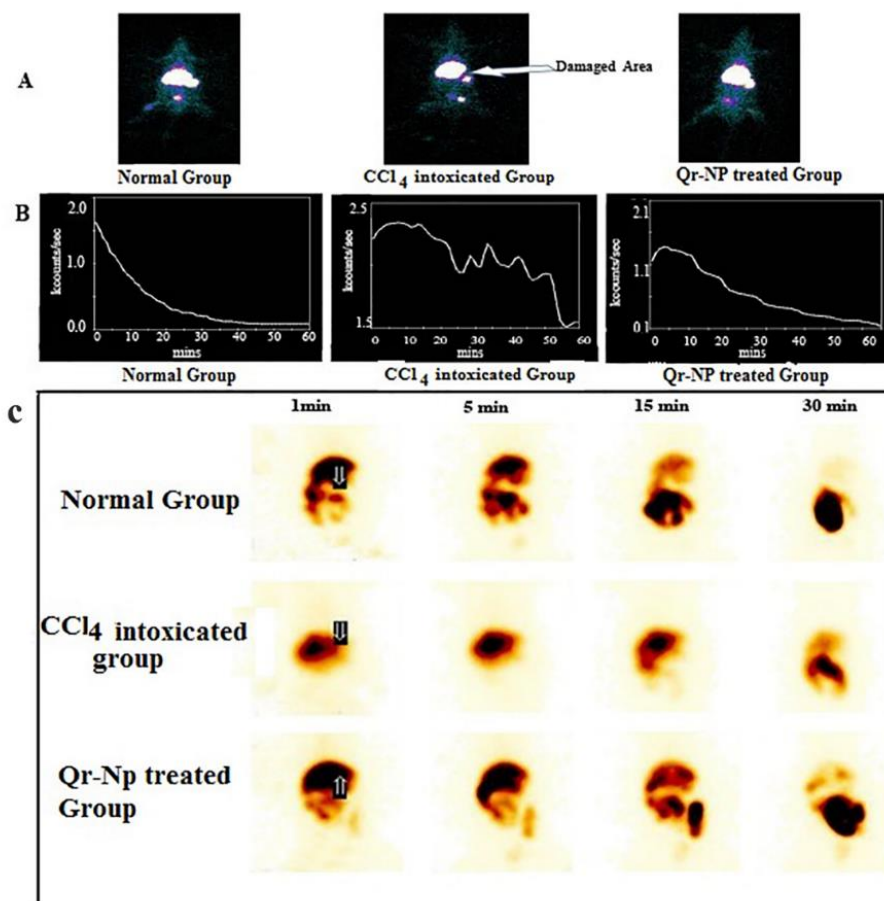 A
Damaged Area
Normal Group
CCl4 intoxicated Group
Qr-NP treated Group
B
kcounts/sec
2.0
1.0
0.0
0 10 20 30 40 50 60
mins
Normal Group
kcounts/sec
2.5
1.5
0 10 20 30 40 50 60
mins
CCl4 intoxicated Group
kcounts/sec
2.1
1.1
0.1
0 10 20 30 40 50 60
mins
Qr-NP treated Group
c
1min 5 min 15 min 30 min
Normal Group
CCl4 intoxicated
group
Qr-Np treated
Group